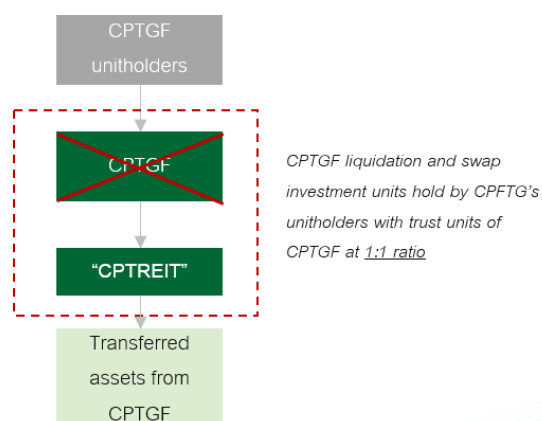 CPTGF
unitholders
CPTGF
CPTGF liquidation and swap
investment units hold by CPFTG's
unitholders with trust units of
CPTGF at 1:1 ratio
“CPTREIT”
Transferred
assets from
CPTGF